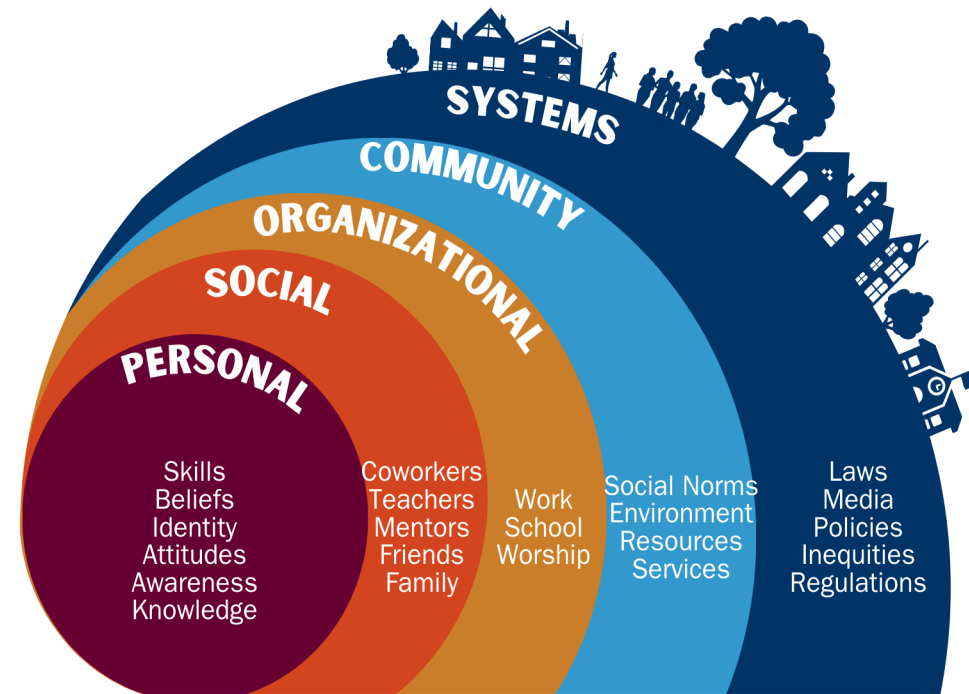 SYSTEMS
COMMUNITY
ORGANIZATIONAL
SOCIAL
PERSONAL
Skills
Beliefs
Identity
Attitudes
Awareness
Knowledge
Coworkers
Teachers
Mentors
Friends
Family
Work
School
Worship
Social Norms
Environment
Resources
Services
Laws
Media
Policies
Inequities
Regulations